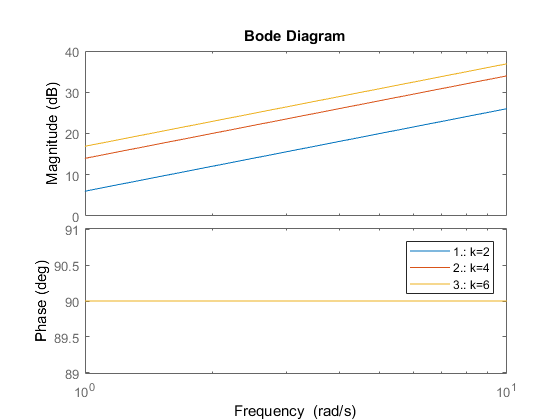 Bode Diagram
40
30
20
10
0
Magnitude (dB)
91
90.5
90
89.5
89
Phase (deg)
1.: k=2
2.: k=4
3.: k=6
10^0
10^1
Frequency (rad/s)